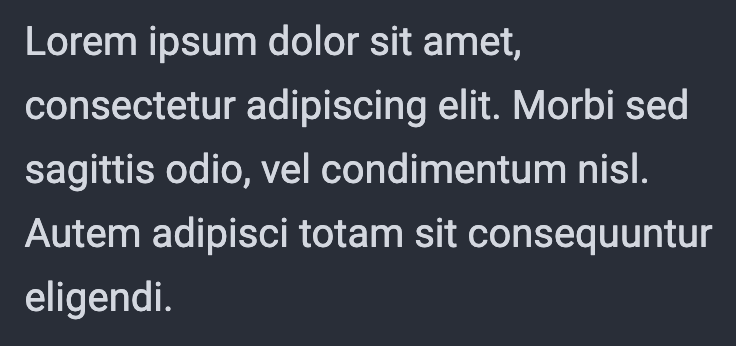 Lorem ipsum dolor sit amet,
consectetur adipiscing elit. Morbi sed
sagittis odio, vel condimentum nisl.
Autem adipisci totam sit consequuntur
eligendi.